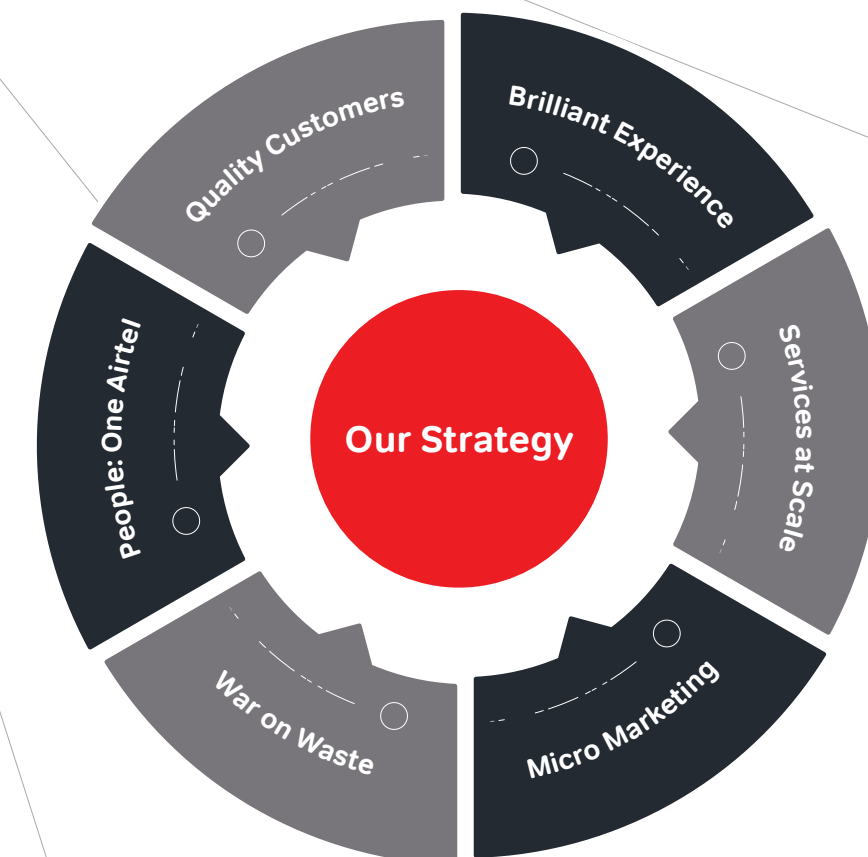 Quality Customers
Brilliant Experience
People: One Airtel
Our Strategy
Services at Scale
War on Waste
Micro Marketing